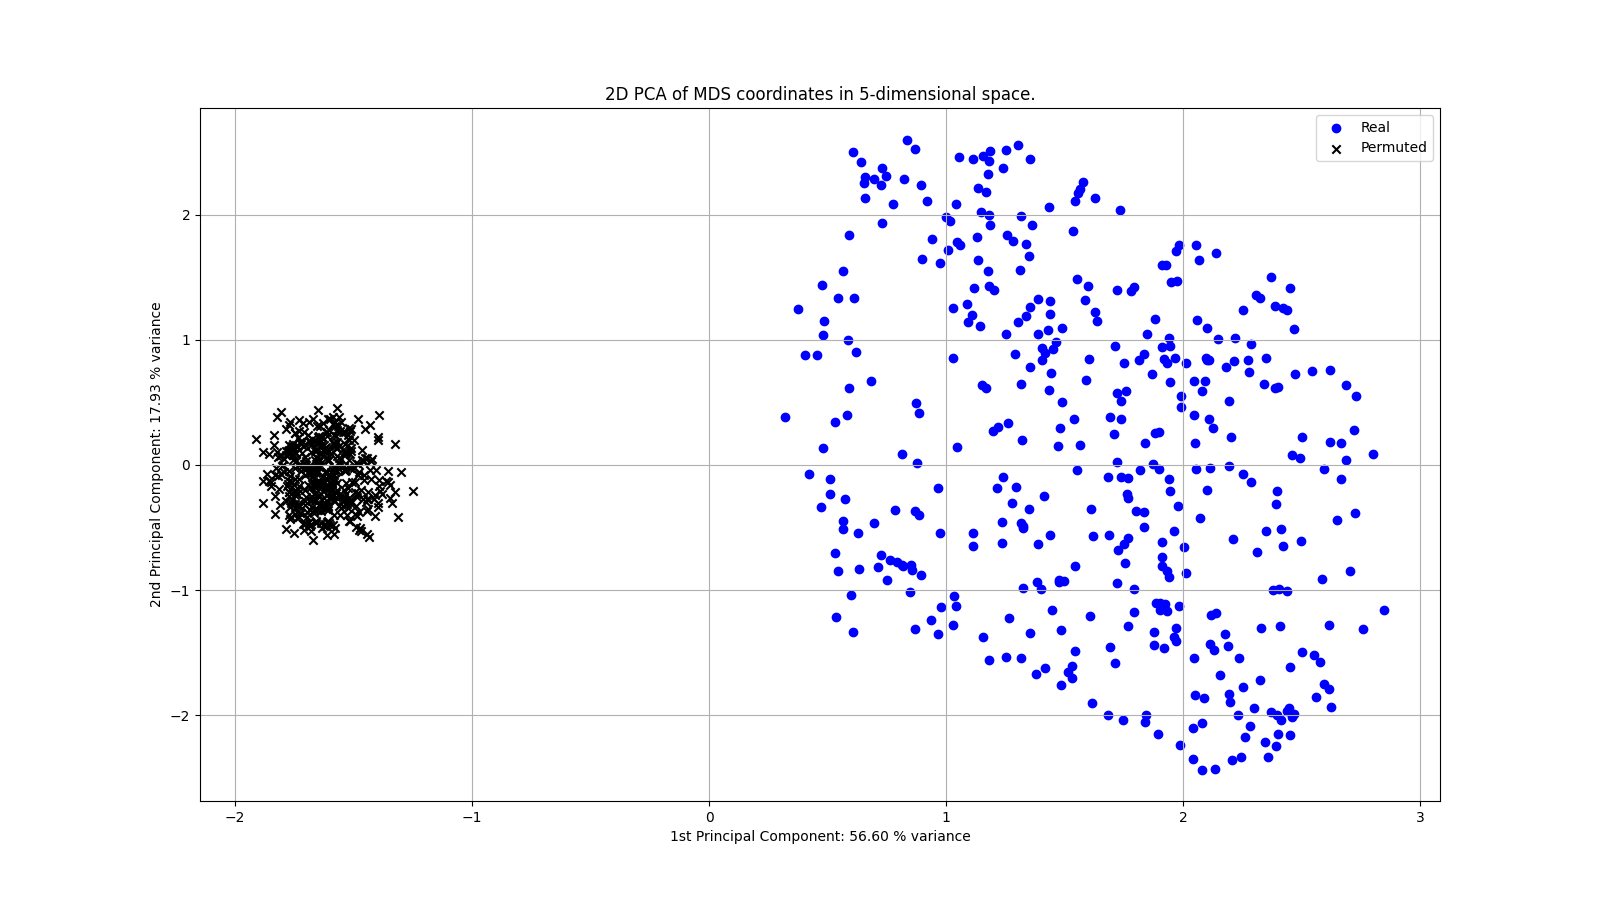 2D PCA of MDS coordinates in 5-dimensional space.
Real
Permuted
2nd Principal Component: 17.93 % variance
2
1
0
−1
−2
−2
−1
0
1
2
3
1st Principal Component: 56.60 % variance